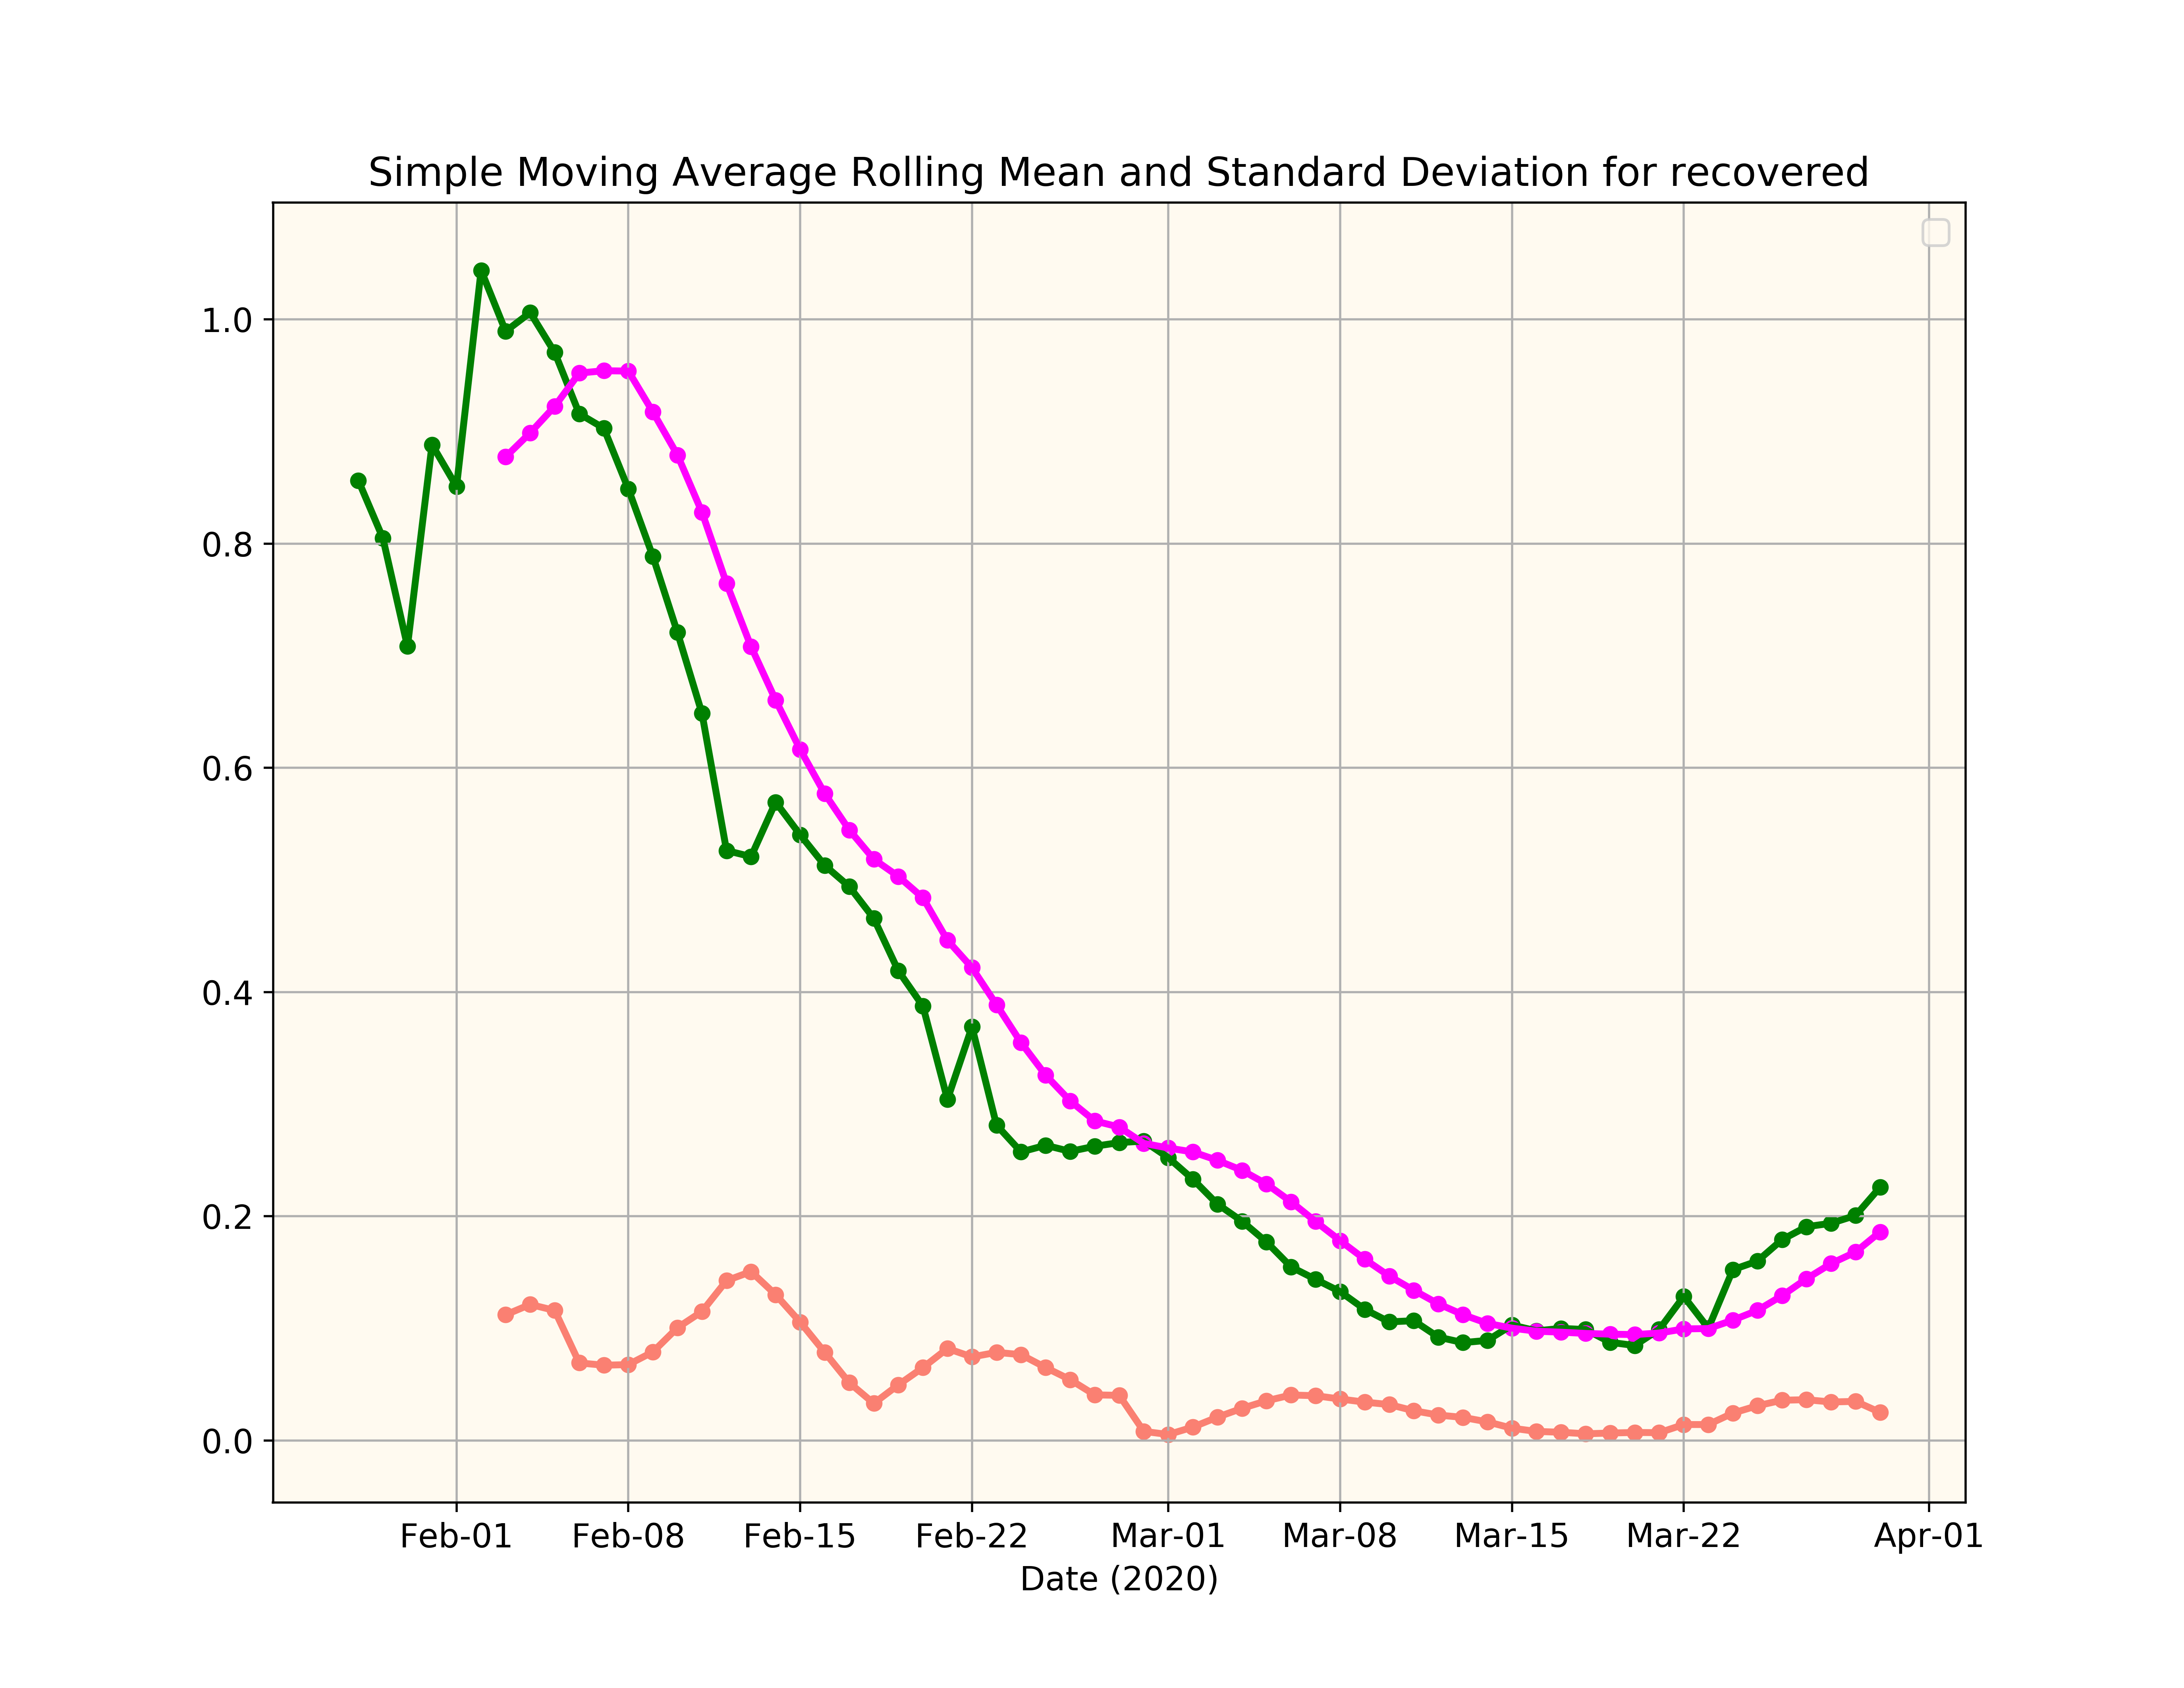 Simple Moving Average Rolling Mean and Standard Deviation for recovered
1.0
0.8
0.6
0.4
0.2
0.0
Feb-01 Feb-08 Feb-15 Feb-22 Mar-01 Mar-08 Mar-15 Mar-22 Apr-01
Date (2020)